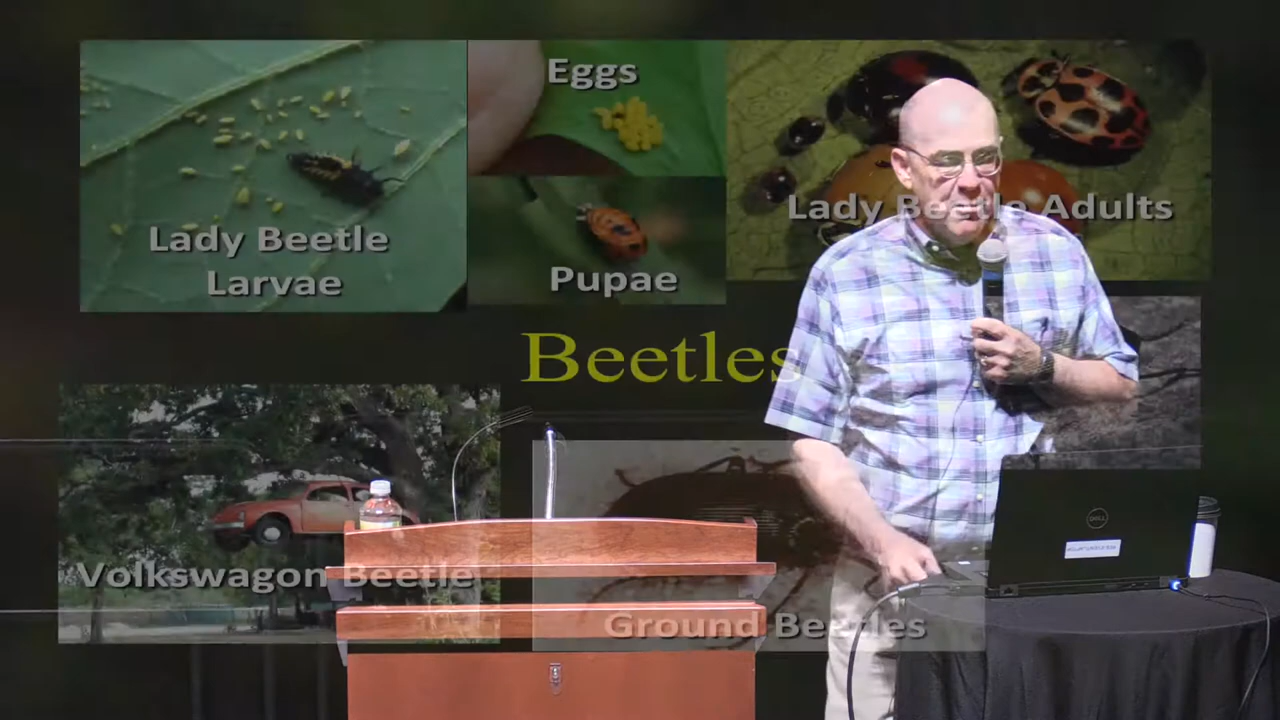 Eggs
Lady Beetle
Larvae
Pupae
Lady Beetle Adults
Beetles
Volkswagon Beetle
Ground Beetles
DELL